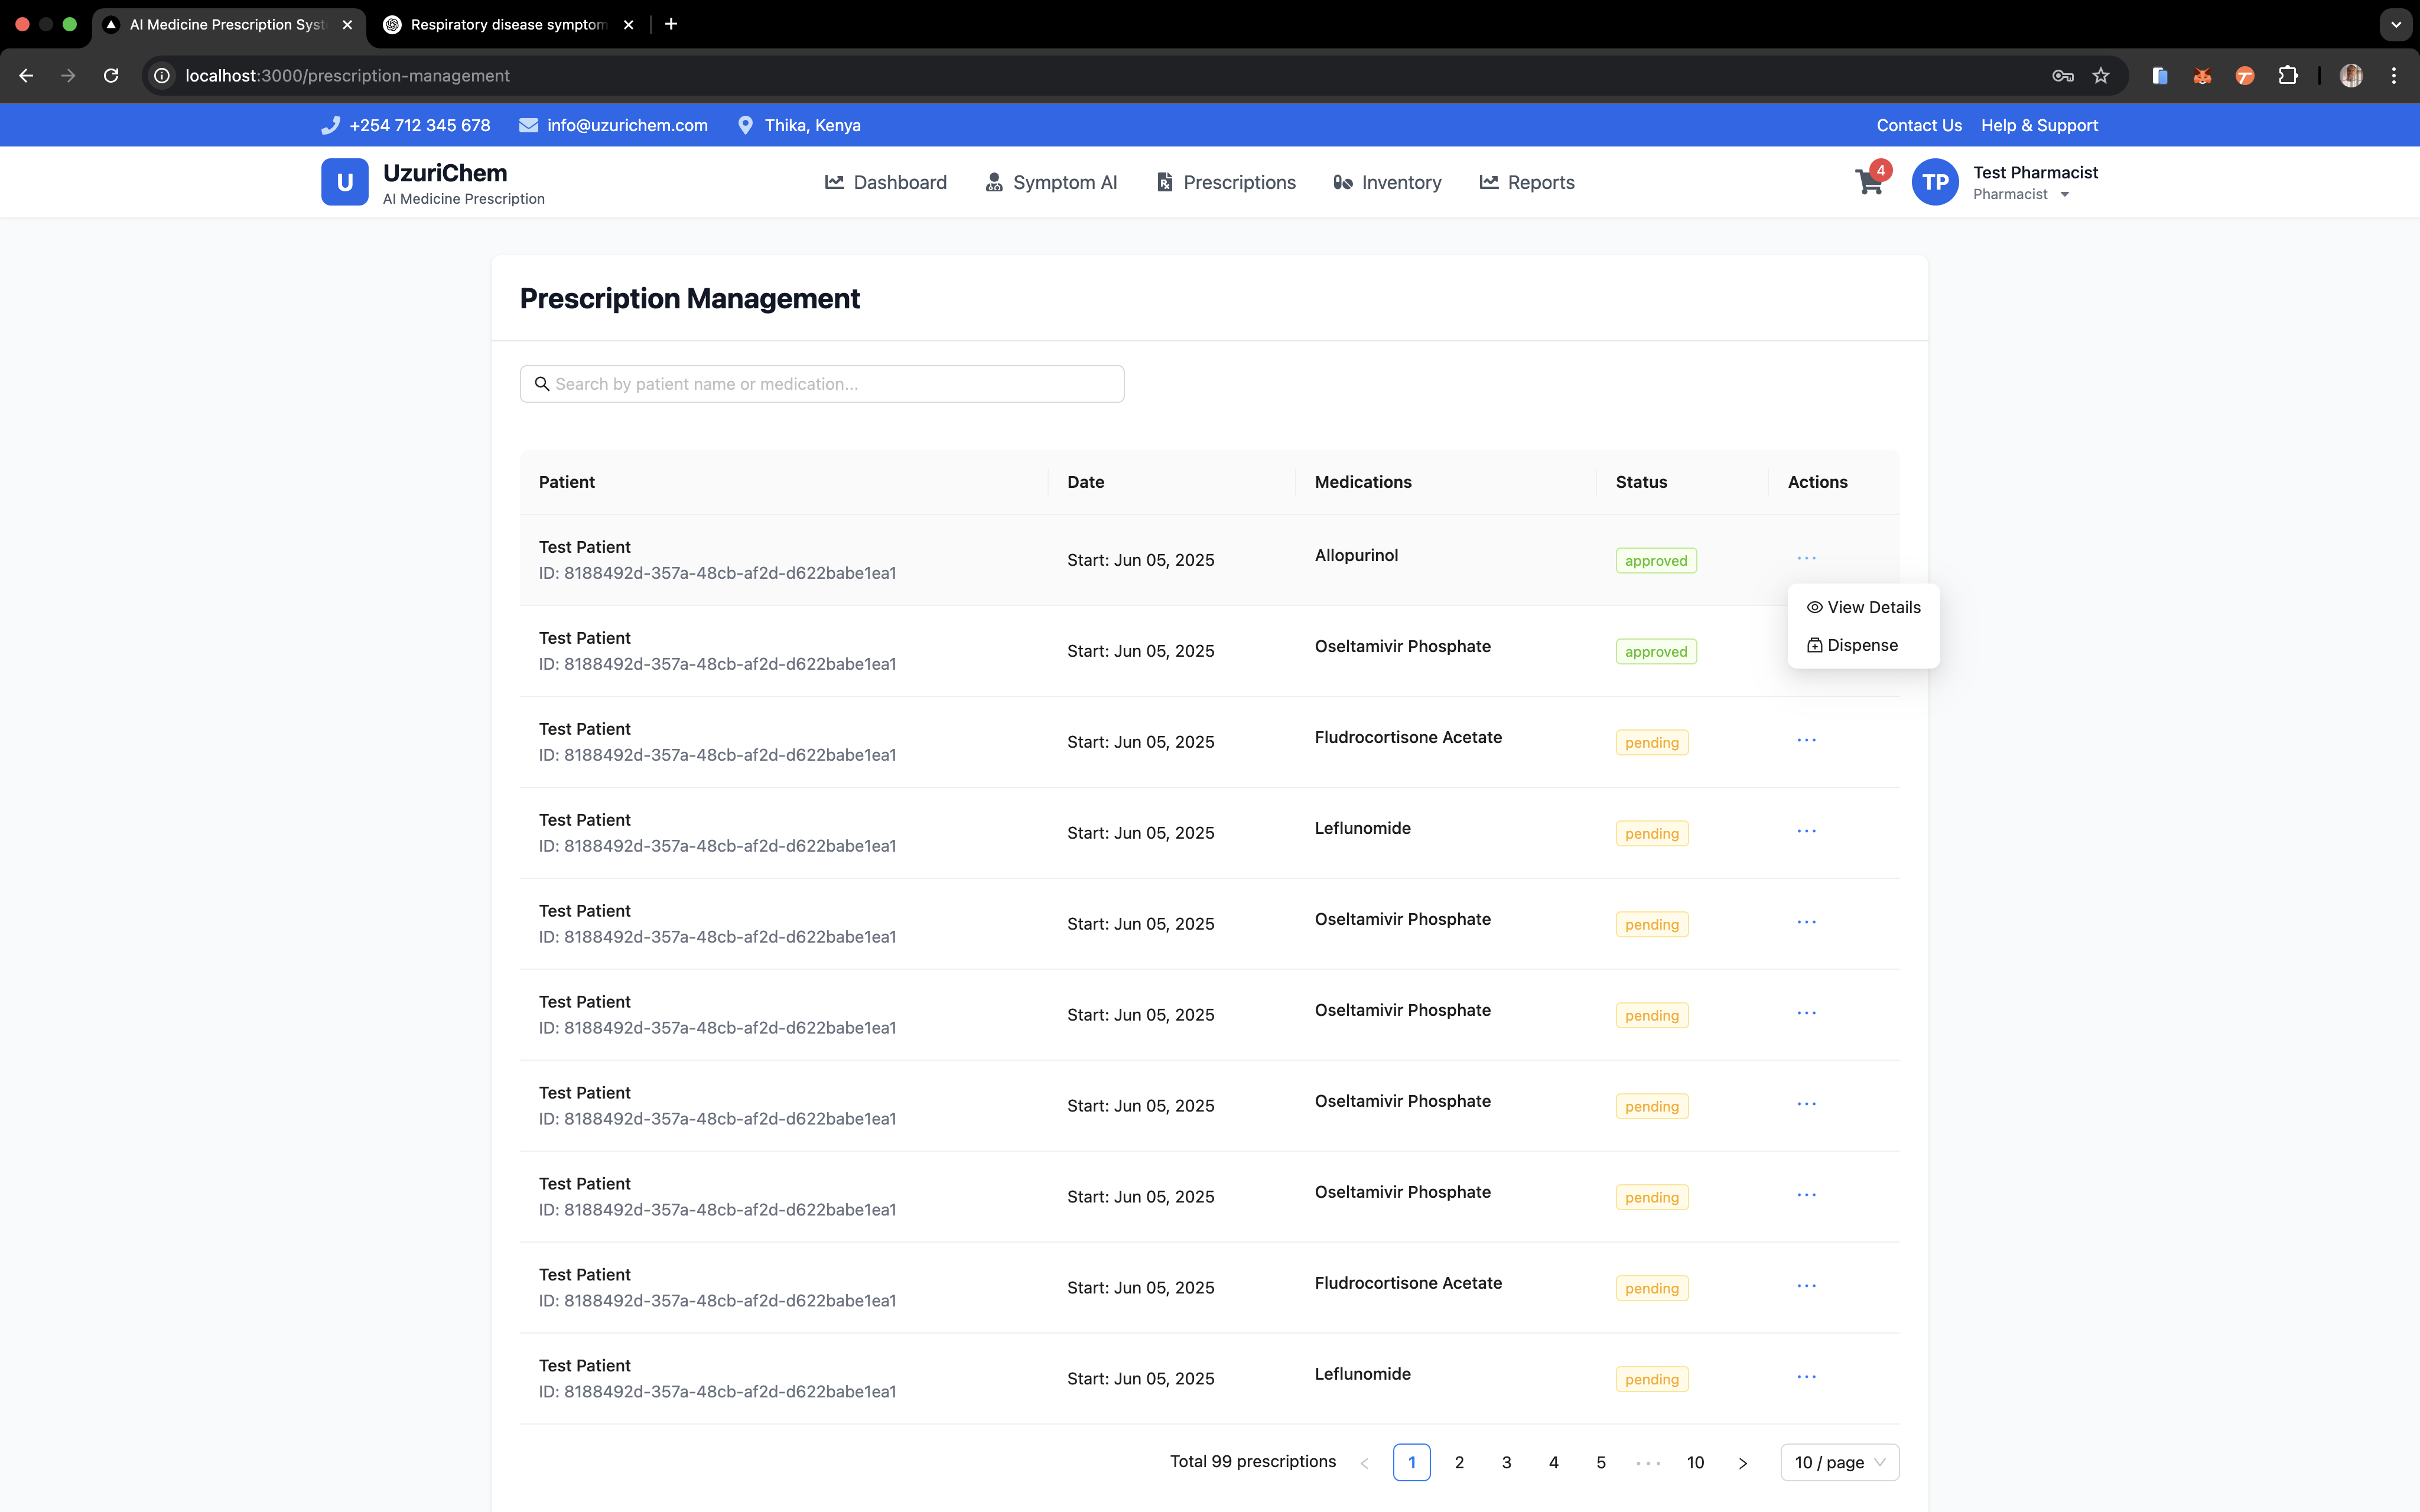 AI Medicine Prescription Syst
Respiratory disease symptom
localhost:3000/prescription-management
+254 712 345 678 info@uzurichem.com Thika, Kenya Contact Us Help & Support
U UzuriChem
AI Medicine Prescription
Dashboard Symptom AI Prescriptions Inventory Reports
4
TP Test Pharmacist
Pharmacist
Prescription Management
Search by patient name or medication...
Patient Date Medications Status Actions
Test Patient
ID: 8188492d-357a-48cb-af2d-d622babe1ea1
Start: Jun 05, 2025 Allopurinol approved ...
View Details
Dispense
Test Patient
ID: 8188492d-357a-48cb-af2d-d622babe1ea1
Start: Jun 05, 2025 Oseltamivir Phosphate approved
Test Patient
ID: 8188492d-357a-48cb-af2d-d622babe1ea1
Start: Jun 05, 2025 Fludrocortisone Acetate pending ...
Test Patient
ID: 8188492d-357a-48cb-af2d-d622babe1ea1
Start: Jun 05, 2025 Leflunomide pending ...
Test Patient
ID: 8188492d-357a-48cb-af2d-d622babe1ea1
Start: Jun 05, 2025 Oseltamivir Phosphate pending ...
Test Patient
ID: 8188492d-357a-48cb-af2d-d622babe1ea1
Start: Jun 05, 2025 Oseltamivir Phosphate pending ...
Test Patient
ID: 8188492d-357a-48cb-af2d-d622babe1ea1
Start: Jun 05, 2025 Oseltamivir Phosphate pending ...
Test Patient
ID: 8188492d-357a-48cb-af2d-d622babe1ea1
Start: Jun 05, 2025 Oseltamivir Phosphate pending ...
Test Patient
ID: 8188492d-357a-48cb-af2d-d622babe1ea1
Start: Jun 05, 2025 Fludrocortisone Acetate pending ...
Test Patient
ID: 8188492d-357a-48cb-af2d-d622babe1ea1
Start: Jun 05, 2025 Leflunomide pending ...
Total 99 prescriptions < 1 2 3 4 5 ... 10 > 10 / page